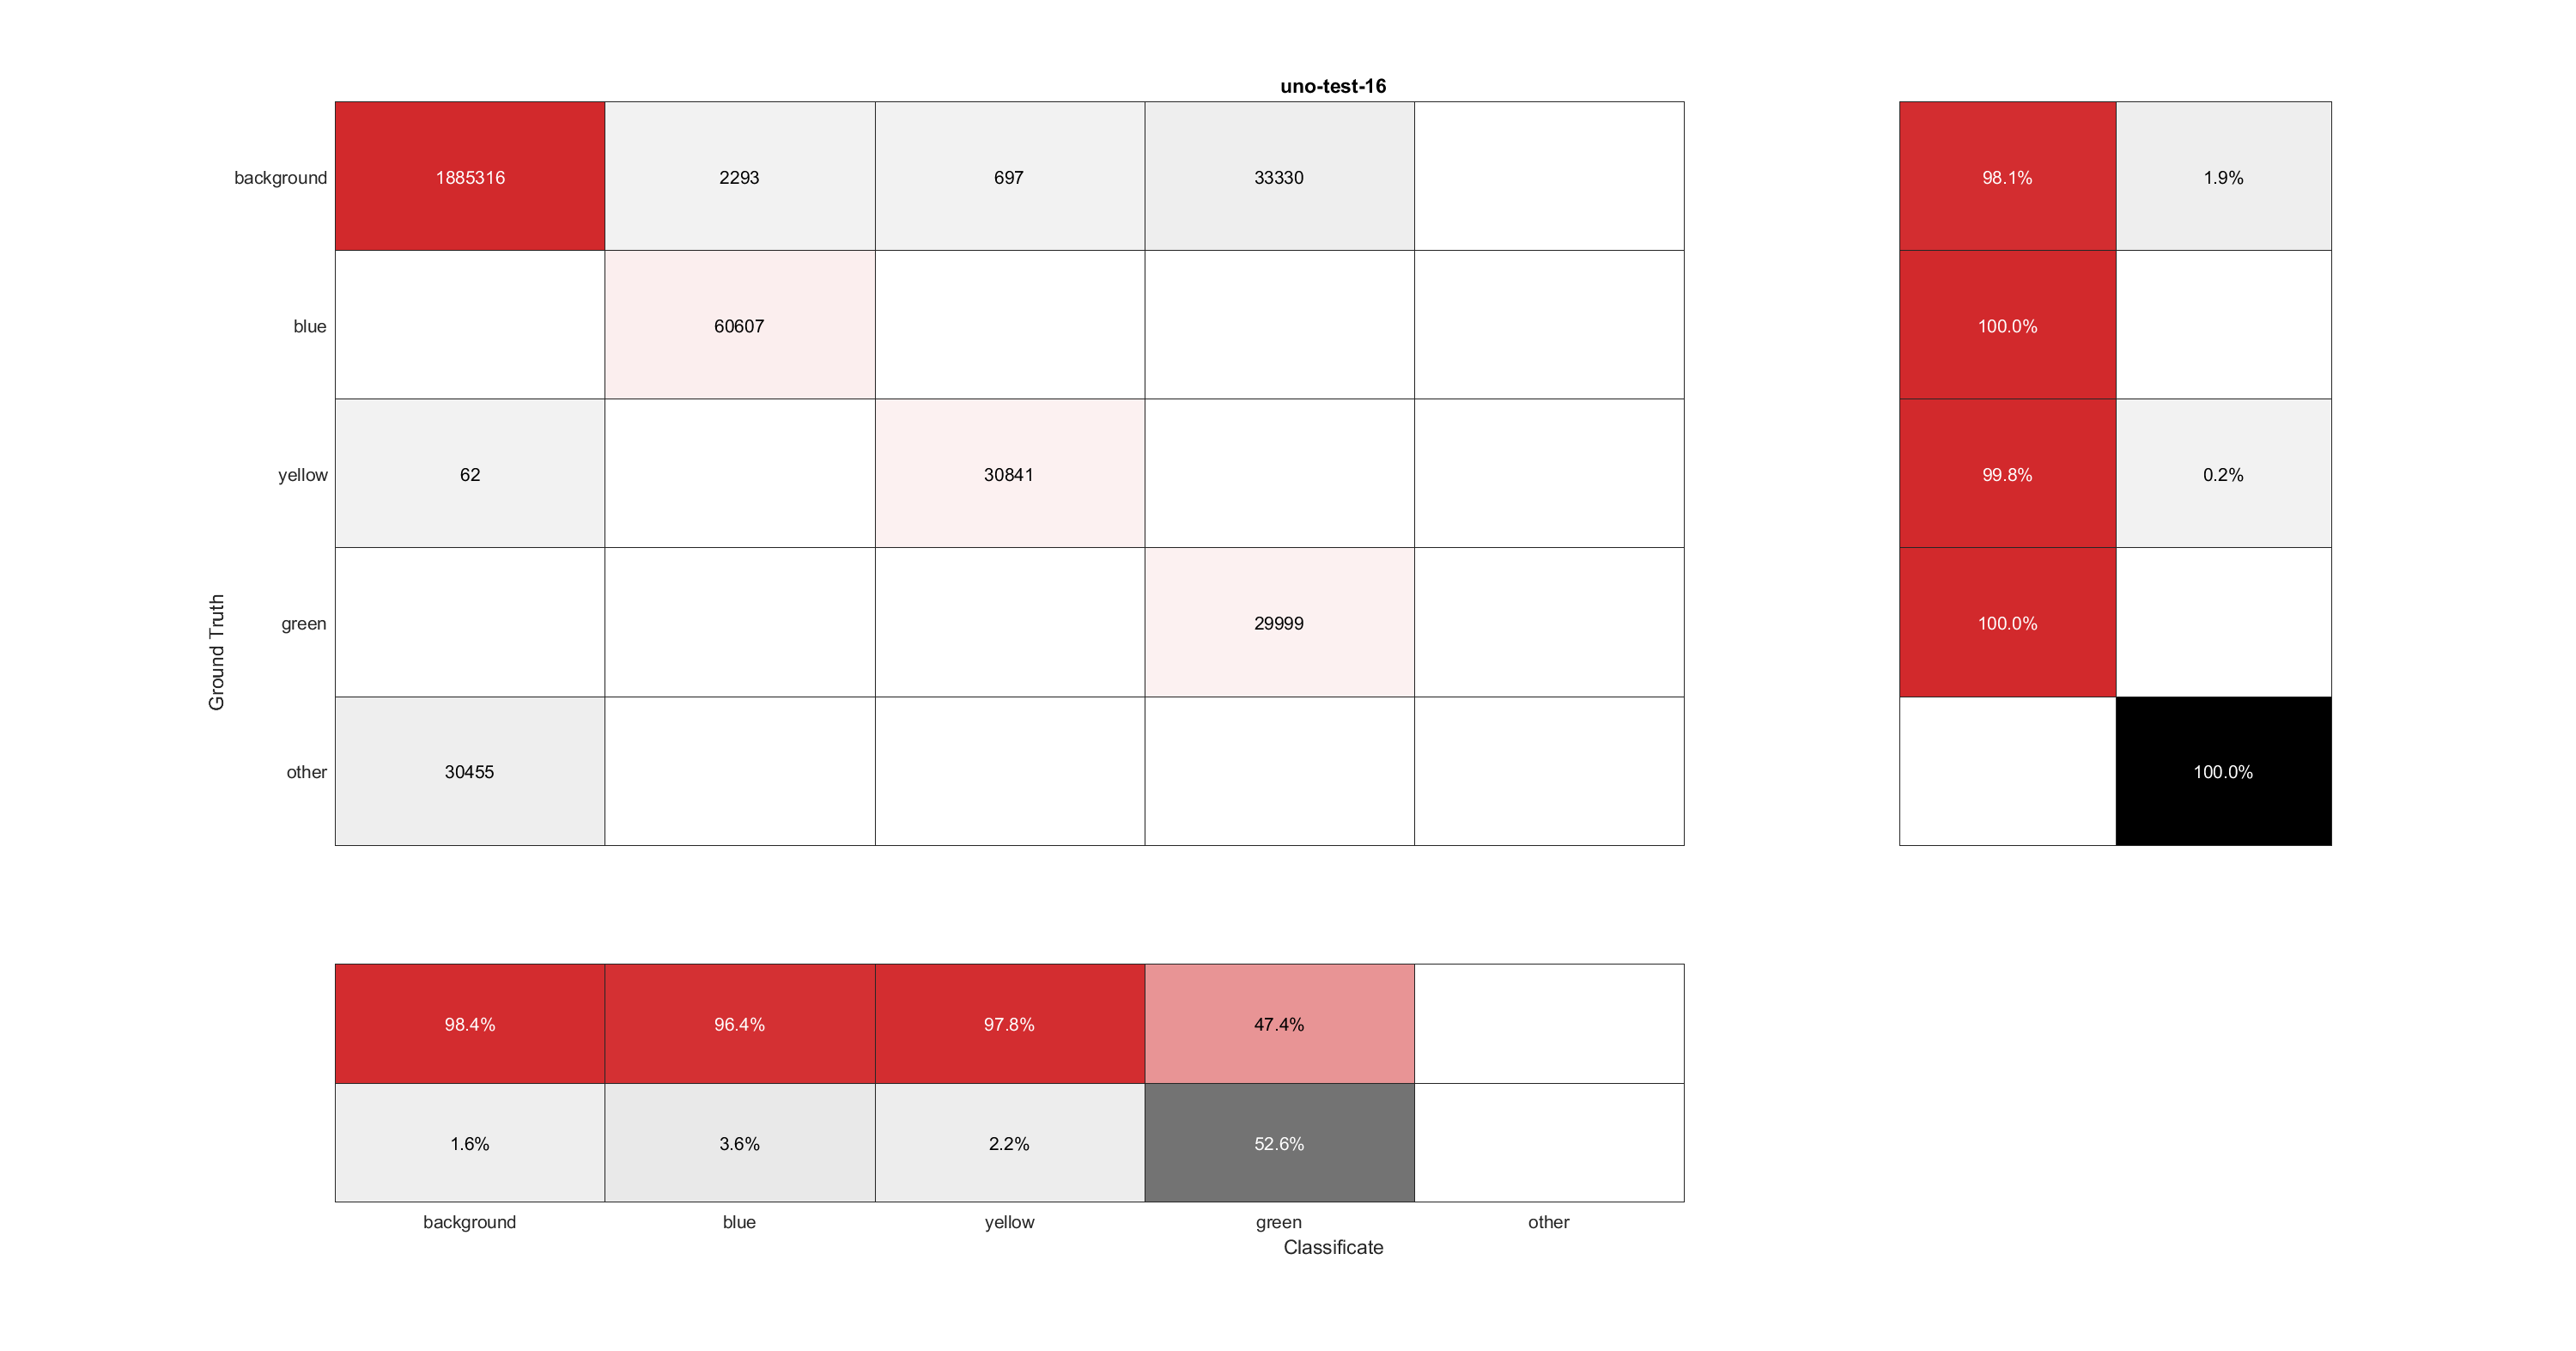 uno-test-16
background 1885316 2293 697 33330 98.1% 1.9%
blue 60607 100.0%
yellow 62 30841 99.8% 0.2%
green 29999 100.0%
other 30455 100.0%
Ground Truth
98.4% 96.4% 97.8% 47.4%
1.6% 3.6% 2.2% 52.6%
background blue yellow green other
Classificate